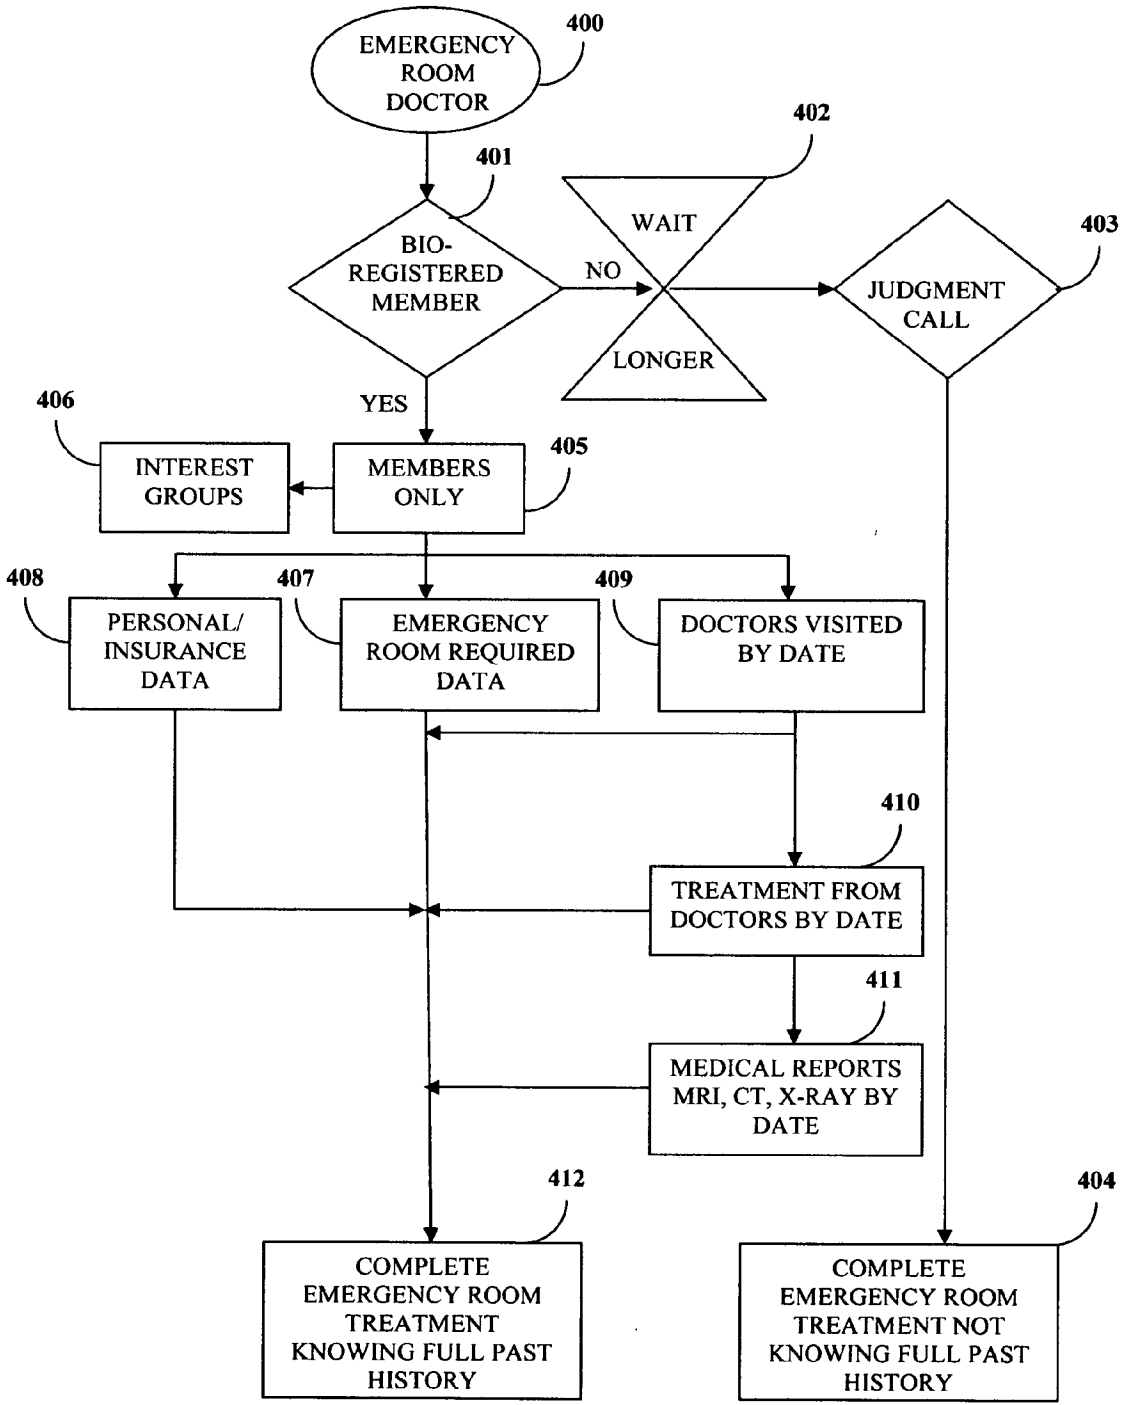 400
EMERGENCY
ROOM
DOCTOR
402
401
WAIT
403
BIO-
REGISTERED
MEMBER
NO
JUDGMENT
CALL
LONGER
YES
406
405
INTEREST
GROUPS
MEMBERS
ONLY
408
407
409
PERSONAL/
INSURANCE
DATA
EMERGENCY
ROOM REQUIRED
DATA
DOCTORS VISITED
BY DATE
410
TREATMENT FROM
DOCTORS BY DATE
411
MEDICAL REPORTS
MRI, CT, X-RAY BY
DATE
412
404
COMPLETE
EMERGENCY ROOM
TREATMENT
KNOWING FULL PAST
HISTORY
COMPLETE
EMERGENCY ROOM
TREATMENT NOT
KNOWING FULL PAST
HISTORY